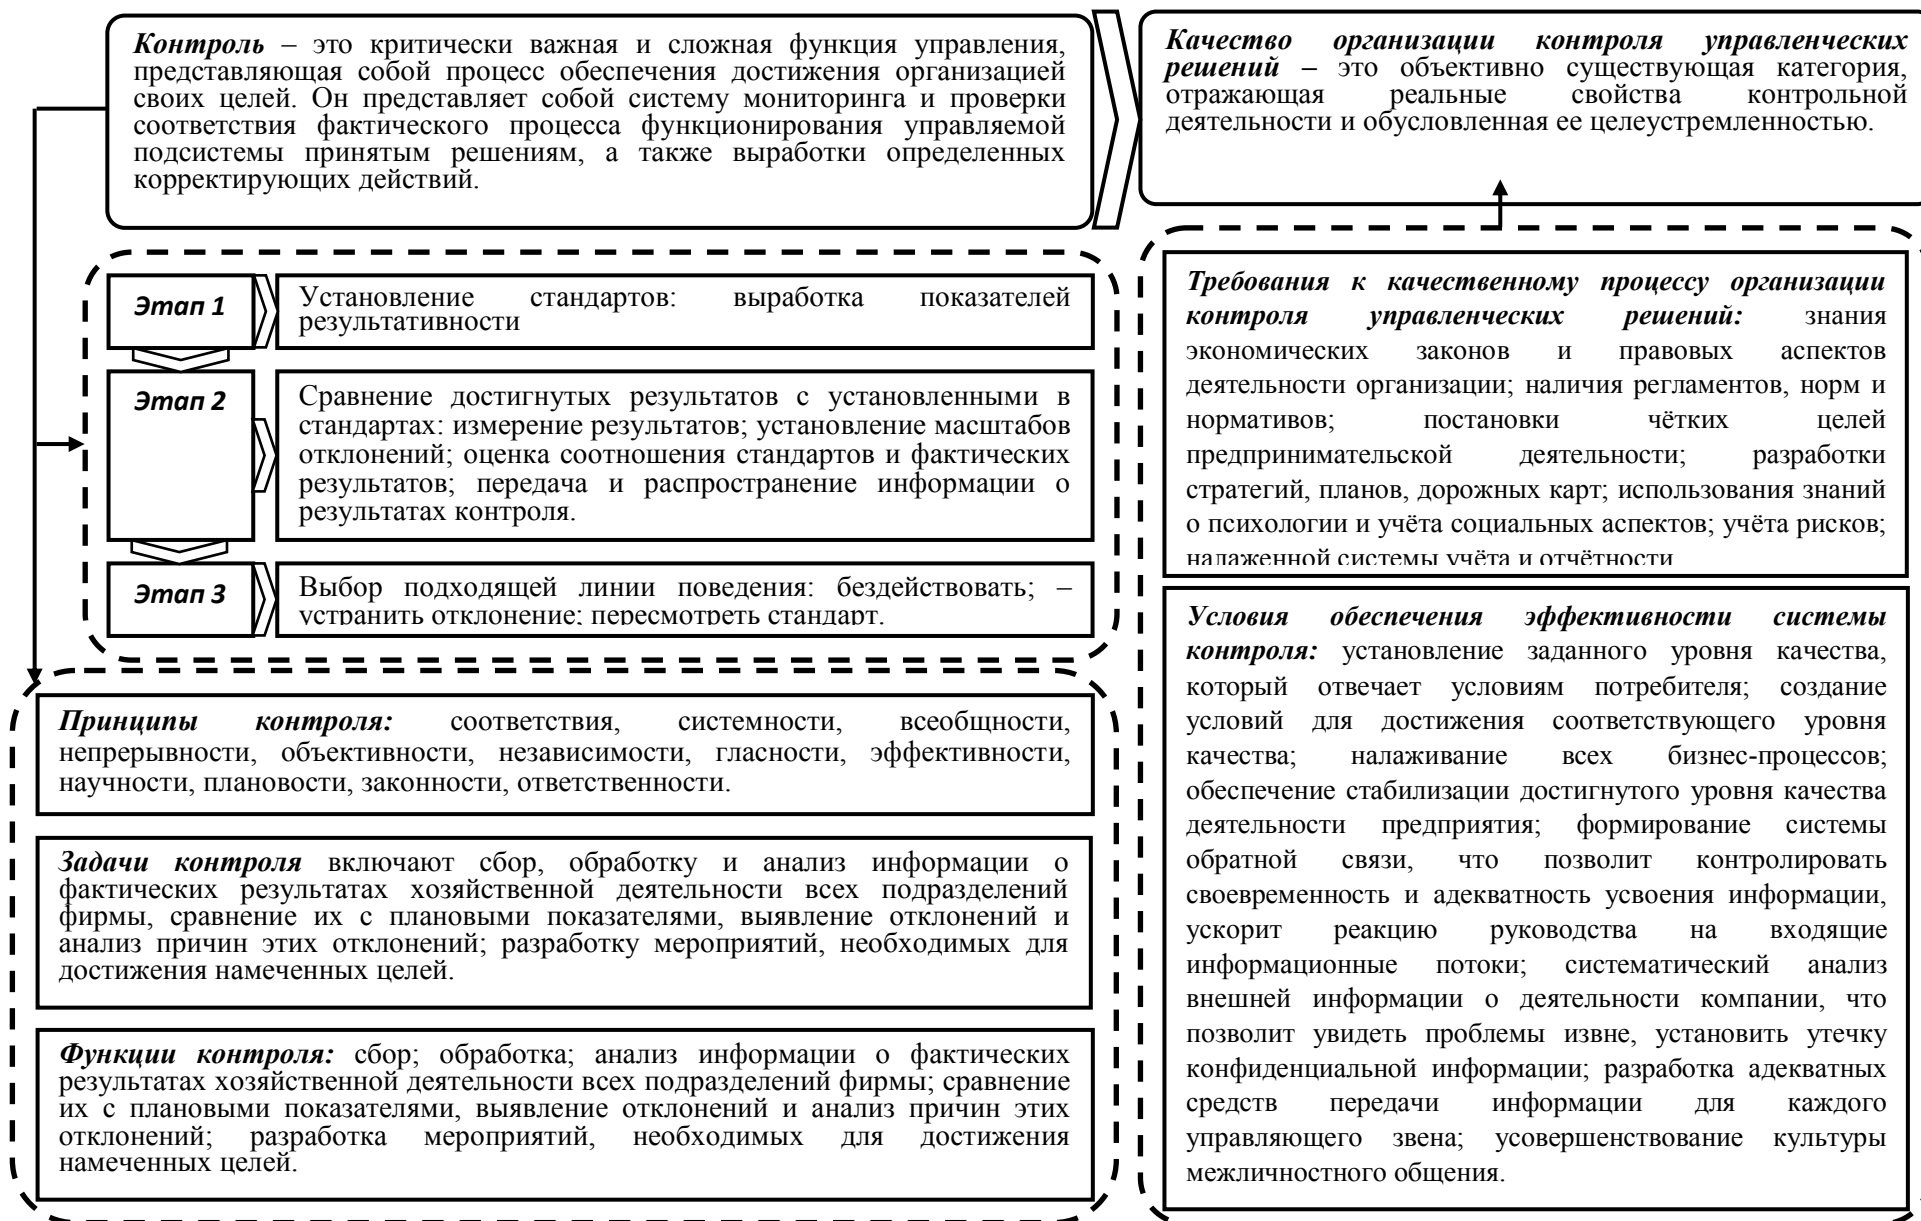 Контроль – это критически важная и сложная функция управления,
представляющая собой процесс обеспечения достижения организацией
своих целей. Он представляет собой систему мониторинга и проверки
соответствия фактического процесса функционирования управляемой
подсистемы принятым решениям, а также выработки определенных
корректирующих действий.
Качество организации контроля управленческих
решений – это объективно существующая категория,
отражающая реальные свойства контрольной
деятельности и обусловленная ее целеустремленностью.
Этап 1
Установление стандартов: выработка показателей
результативности
Этап 2
Сравнение достигнутых результатов с установленными в
стандартах: измерение результатов; установление масштабов
отклонений; оценка соотношения стандартов и фактических
результатов; передача и распространение информации о
результатах контроля.
Этап 3
Выбор подходящей линии поведения: бездействовать; –
устранить отклонение; пересмотреть стандарт.
Принципы контроля: соответствия, системности, всеобщности,
непрерывности, объективности, независимости, гласности, эффективности,
научности, плановости, законности, ответственности.
Задачи контроля включают сбор, обработку и анализ информации о
фактических результатах хозяйственной деятельности всех подразделений
фирмы, сравнение их с плановыми показателями, выявление отклонений и
анализ причин этих отклонений; разработку мероприятий, необходимых для
достижения намеченных целей.
Функции контроля: сбор; обработка; анализ информации о фактических
результатах хозяйственной деятельности всех подразделений фирмы; сравнение
их с плановыми показателями, выявление отклонений и анализ причин этих
отклонений; разработка мероприятий, необходимых для достижения
намеченных целей.
Требования к качественному процессу организации
контроля управленческих решений: знания
экономических законов и правовых аспектов
деятельности организации; наличия регламентов, норм и
нормативов; постановки чётких целей
предпринимательской деятельности; разработки
стратегий, планов, дорожных карт; использования знаний
о психологии и учёта социальных аспектов; учёта рисков;
налаженной системы учёта и отчётности
Условия обеспечения эффективности системы
контроля: установление заданного уровня качества,
который отвечает условиям потребителя; создание
условий для достижения соответствующего уровня
качества; налаживание всех бизнес-процессов;
обеспечение стабилизации достигнутого уровня качества
деятельности предприятия; формирование системы
обратной связи, что позволит контролировать
своевременность и адекватность усвоения информации,
ускорит реакцию руководства на входящие
информационные потоки; систематический анализ
внешней информации о деятельности компании, что
позволит увидеть проблемы извне, установить утечку
конфиденциальной информации; разработка адекватных
средств передачи информации для каждого
управляющего звена; усовершенствование культуры
межличностного общения.